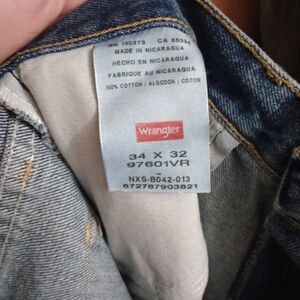 RN 130273 CA 00334
MADE IN NICARAGUA
HECHO EN NICARAGUA
FABRIQUE AU NICARAGUA
100% COTTON / ALGODON / COTON
Wrangler
34 X 32
97601VR
-
NXS-B042-013
672787903821